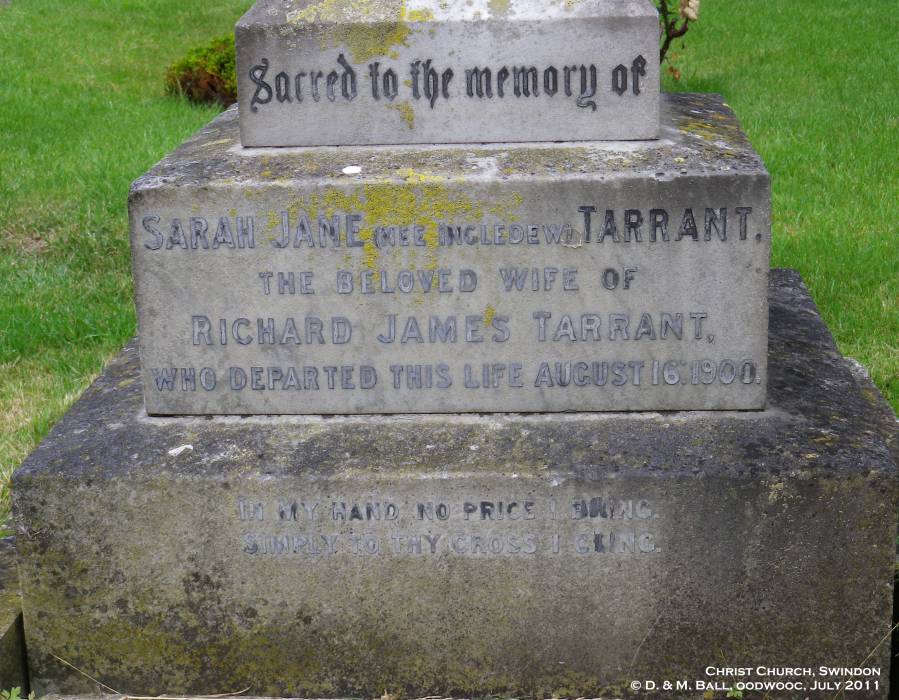 Sacred to the memory of
SARAH JANE (NEE INGLEDEW) TARRANT.
THE BELOVED WIFE OF
RICHARD JAMES TARRANT,
WHO DEPARTED THIS LIFE AUGUST 16TH 1900.
IN MY HAND NO PRICE I BRING.
SIMPLY TO THY CROSS I CLING.
CHRIST CHURCH, SWINDON
© D. & M. BALL, OODWOOC, JULY 2011